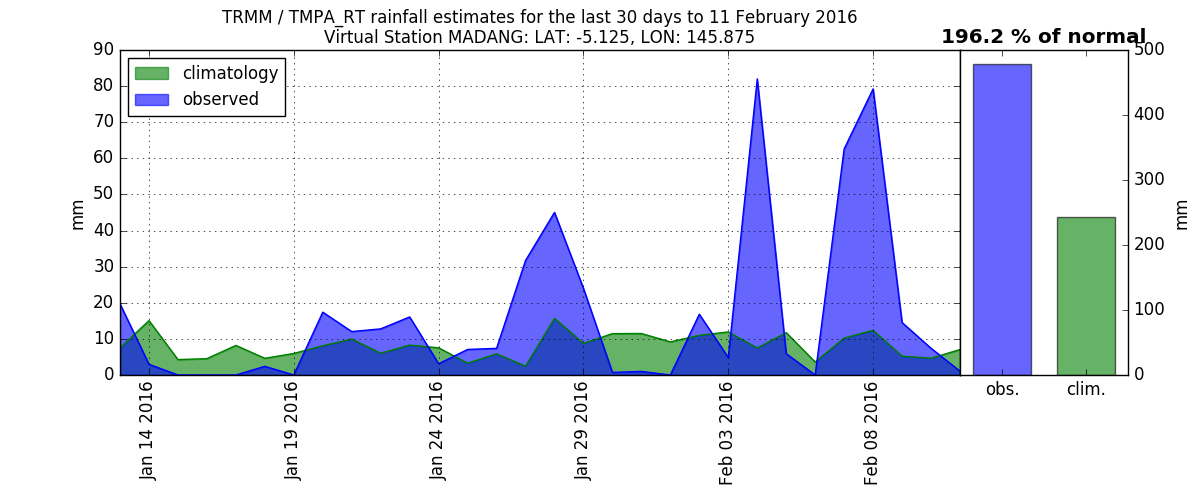 TRMM / TMPA_RT rainfall estimates for the last 30 days to 11 February 2016
Virtual Station MADANG: LAT: -5.125, LON: 145.875
196.2 % of normal
climatology
observed
mm
90
80
70
60
50
40
30
20
10
0
Jan 14 2016
Jan 19 2016
Jan 24 2016
Jan 29 2016
Feb 03 2016
Feb 08 2016
500
400
300
200
100
0
mm
obs.
clim.